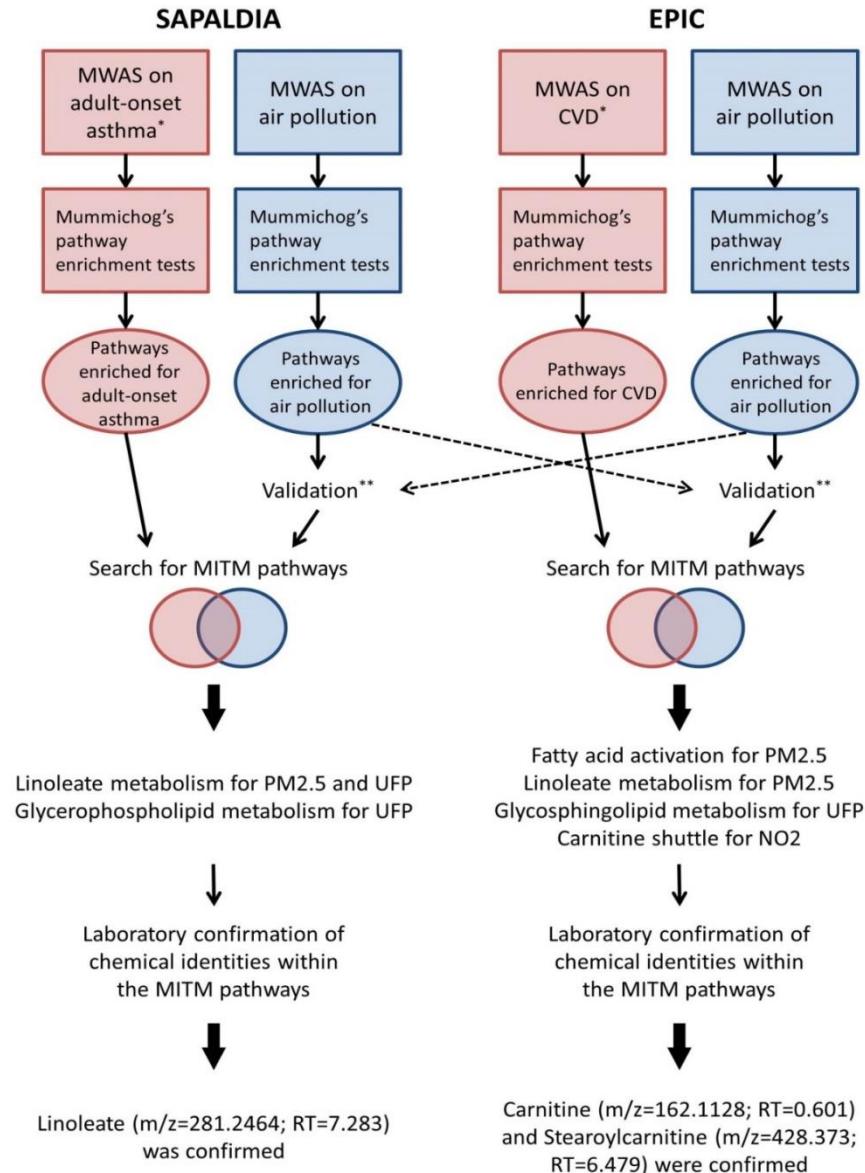 SAPALDIA
MWAS on
adult-onset
asthma*
MWAS on
air pollution
Mummichog's
pathway
enrichment tests
Mummichog's
pathway
enrichment tests
Pathways
enriched for
adult-onset
asthma
Pathways
enriched for
air pollution
Validation**
Search for MITM pathways
Linoleate metabolism for PM2.5 and UFP
Glycerophospholipid metabolism for UFP
Laboratory confirmation of
chemical identities within
the MITM pathways
Linoleate (m/z=281.2464; RT=7.283)
was confirmed
EPIC
MWAS on
CVD*
MWAS on
air pollution
Mummichog's
pathway
enrichment tests
Mummichog's
pathway
enrichment tests
Pathways
enriched for CVD
Pathways
enriched for
air pollution
Validation**
Search for MITM pathways
Fatty acid activation for PM2.5
Linoleate metabolism for PM2.5
Glycosphingolipid metabolism for UFP
Carnitine shuttle for NO2
Laboratory confirmation of
chemical identities within
the MITM pathways
Carnitine (m/z=162.1128; RT=0.601)
and Stearoylcarnitine (m/z=428.373;
RT=6.479) were confirmed